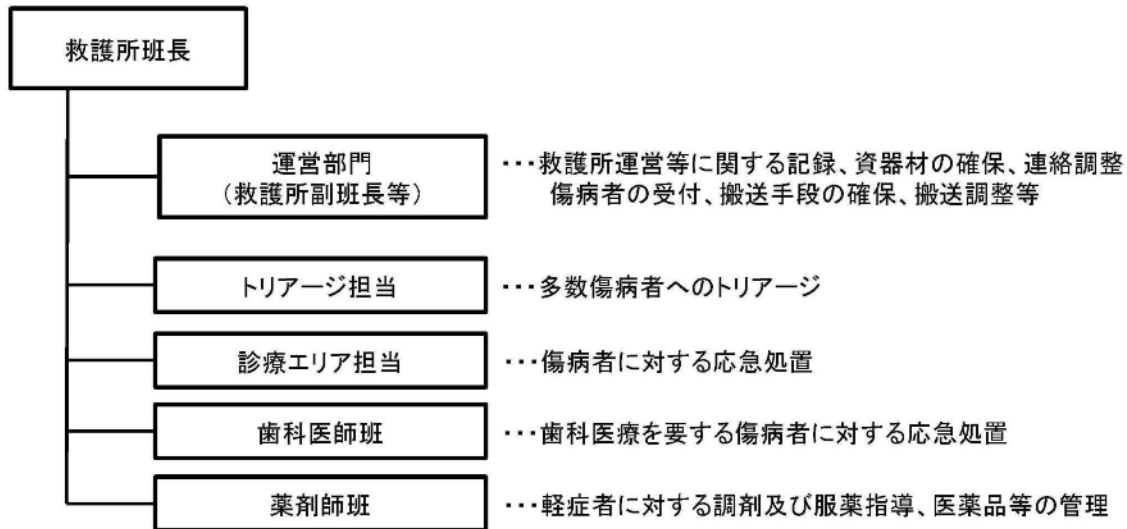 救護所班長
運営部門
（救護所副班長等）
・・・救護所運営等に関する記録、資器材の確保、連絡調整
傷病者の受付、搬送手段の確保、搬送調整等
トリアージ担当
・・・多数傷病者へのトリアージ
診療エリア担当
・・・傷病者に対する応急処置
歯科医師班
・・・歯科医療を要する傷病者に対する応急処置
薬剤師班
・・・軽症者に対する調剤及び服薬指導、医薬品等の管理